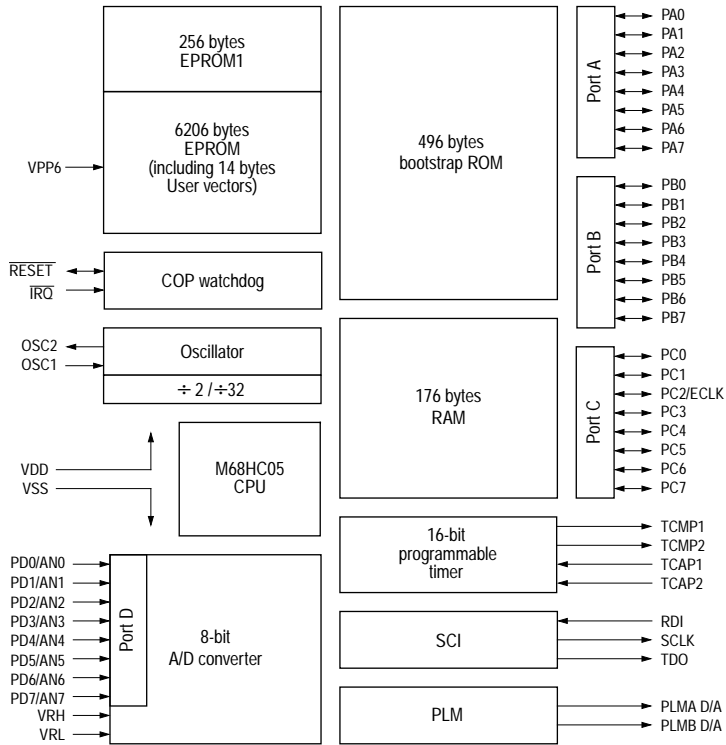 256 bytes
EPROM1
6206 bytes
EPROM
(including 14 bytes
User vectors)
VPP6
RESET
IRQ
COP watchdog
OSC2
OSC1
Oscillator
÷ 2 /÷32
VDD
VSS
M68HC05
CPU
PD0/AN0
PD1/AN1
PD2/AN2
PD3/AN3
PD4/AN4
PD5/AN5
PD6/AN6
PD7/AN7
VRH
VRL
Port D
8-bit
A/D converter
496 bytes
bootstrap ROM
176 bytes
RAM
16-bit
programmable
timer
SCI
PLM
Port A
PA0
PA1
PA2
PA3
PA4
PA5
PA6
PA7
Port B
PB0
PB1
PB2
PB3
PB4
PB5
PB6
PB7
Port C
PC0
PC1
PC2/ECLK
PC3
PC4
PC5
PC6
PC7
TCMP1
TCMP2
TCAP1
TCAP2
RDI
SCLK
TDO
PLMA D/A
PLMB D/A